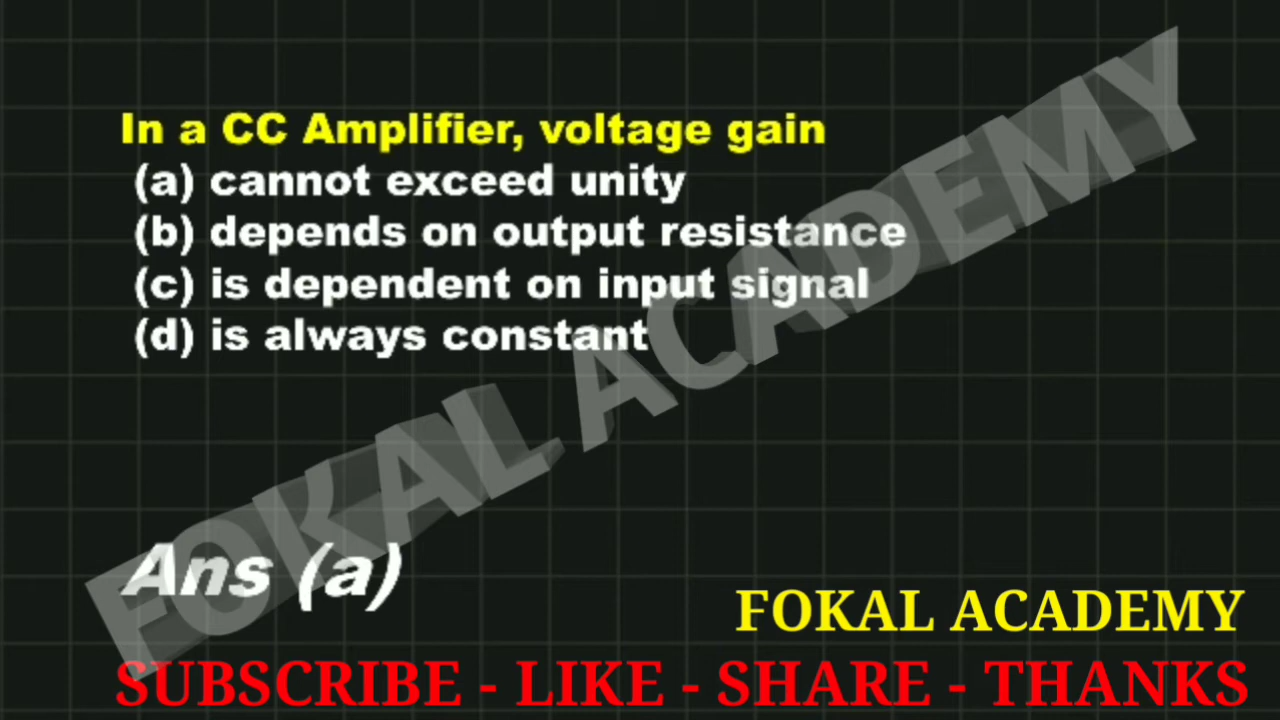 In a CC Amplifier, voltage gain
(a) cannot exceed unity
(b) depends on output resistance
(c) is dependent on input signal
(d) is always constant
FOKAL ACADEMY
Ans (a)
FOKAL ACADEMY
SUBSCRIBE - LIKE - SHARE - THANKS